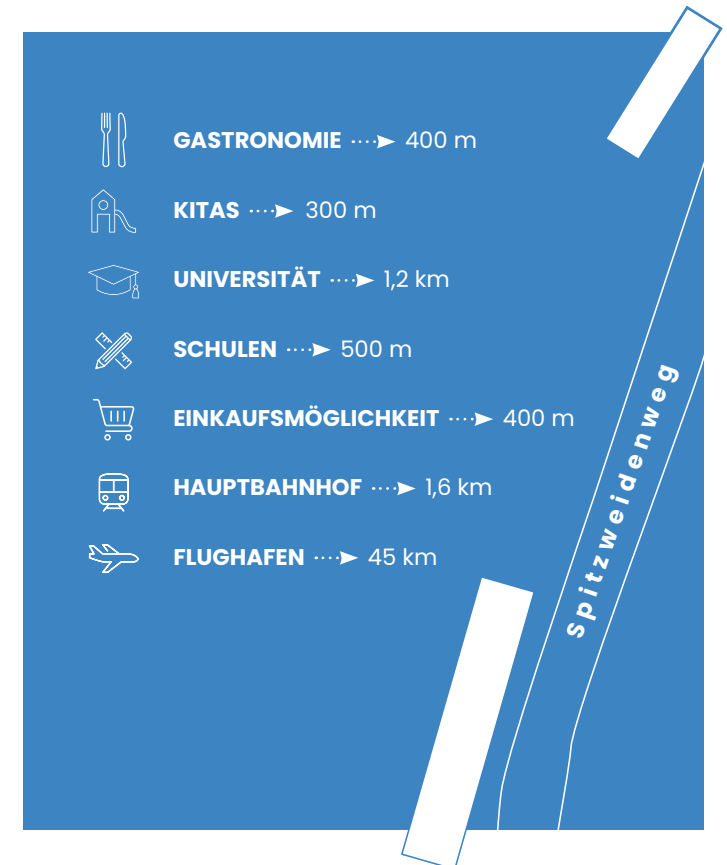 GASTRONOMIE ····➤ 400 m
KITAS ····➤ 300 m
UNIVERSITÄT ····➤ 1,2 km
SCHULEN ····➤ 500 m
EINKAUFSMÖGLICHKEIT ····➤ 400 m
HAUPTBAHNHOF ····➤ 1,6 km
FLUGHAFEN ····➤ 45 km
Spitzweidenweg